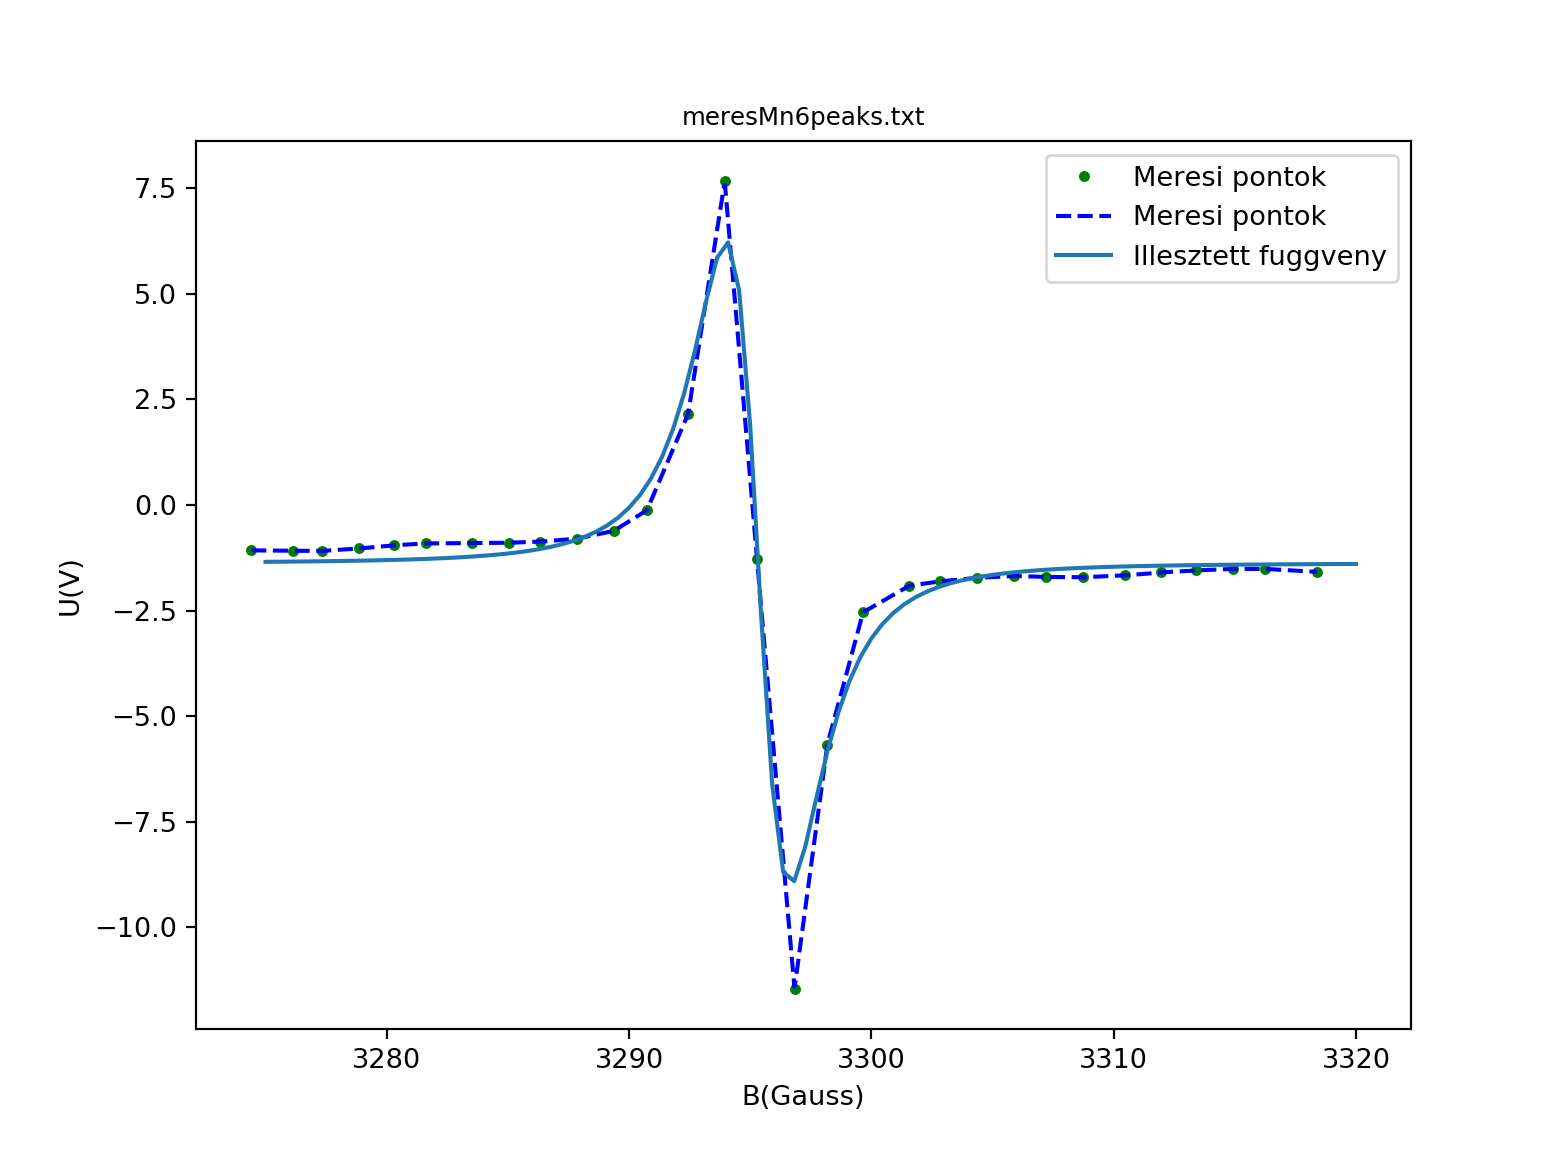 meresMn6peaks.txt
Meresi pontok
Meresi pontok
Illesztett fuggveny
7.5
5.0
2.5
0.0
−2.5
−5.0
−7.5
−10.0
U(V)
3280 3290 3300 3310 3320
B(Gauss)